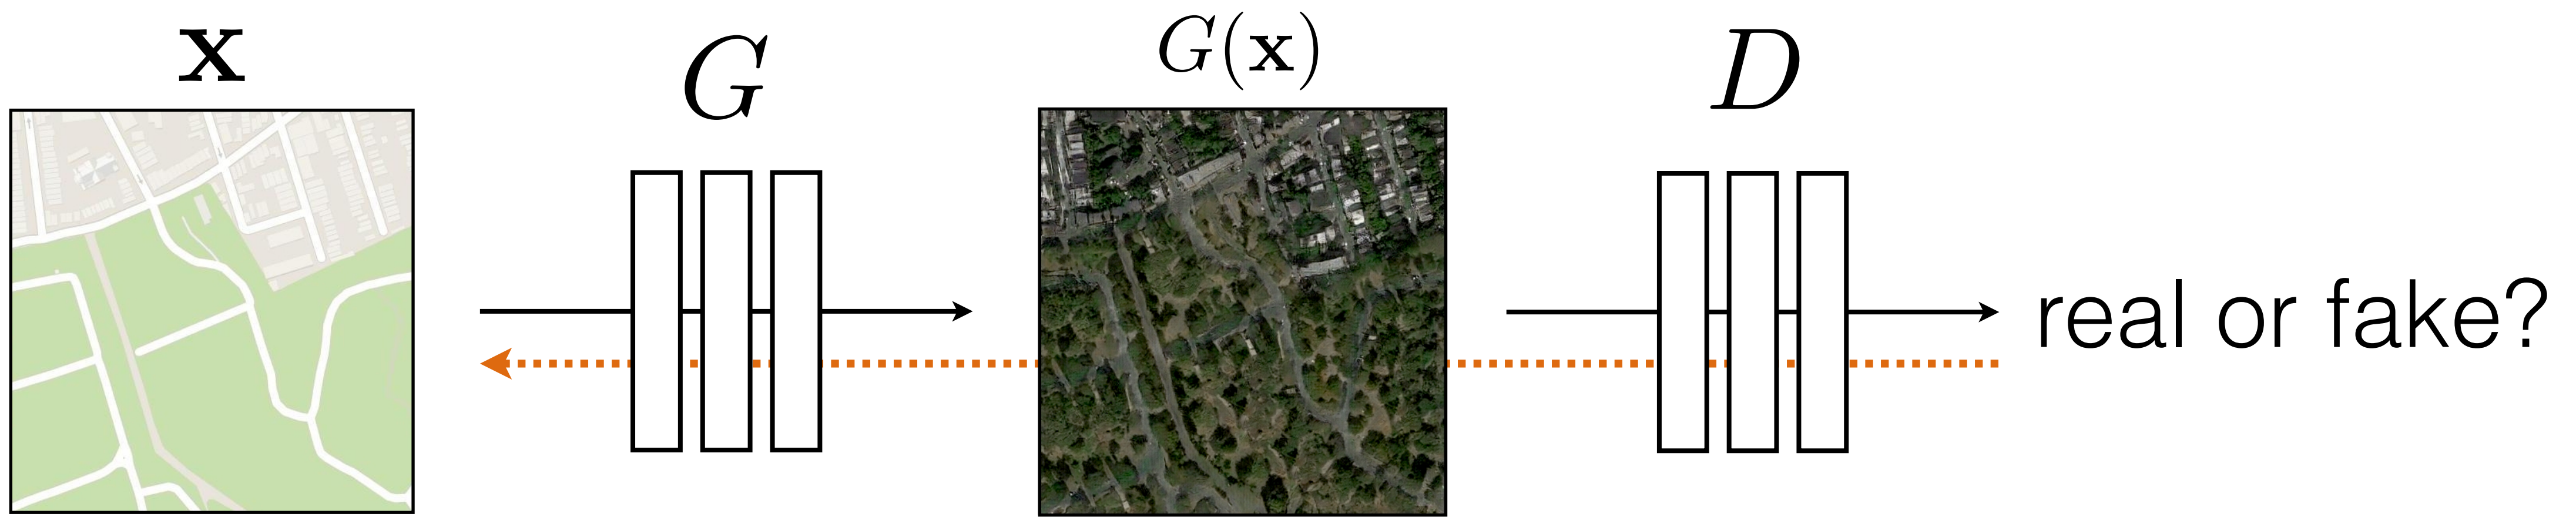 x
G
G(x)
D
real or fake?